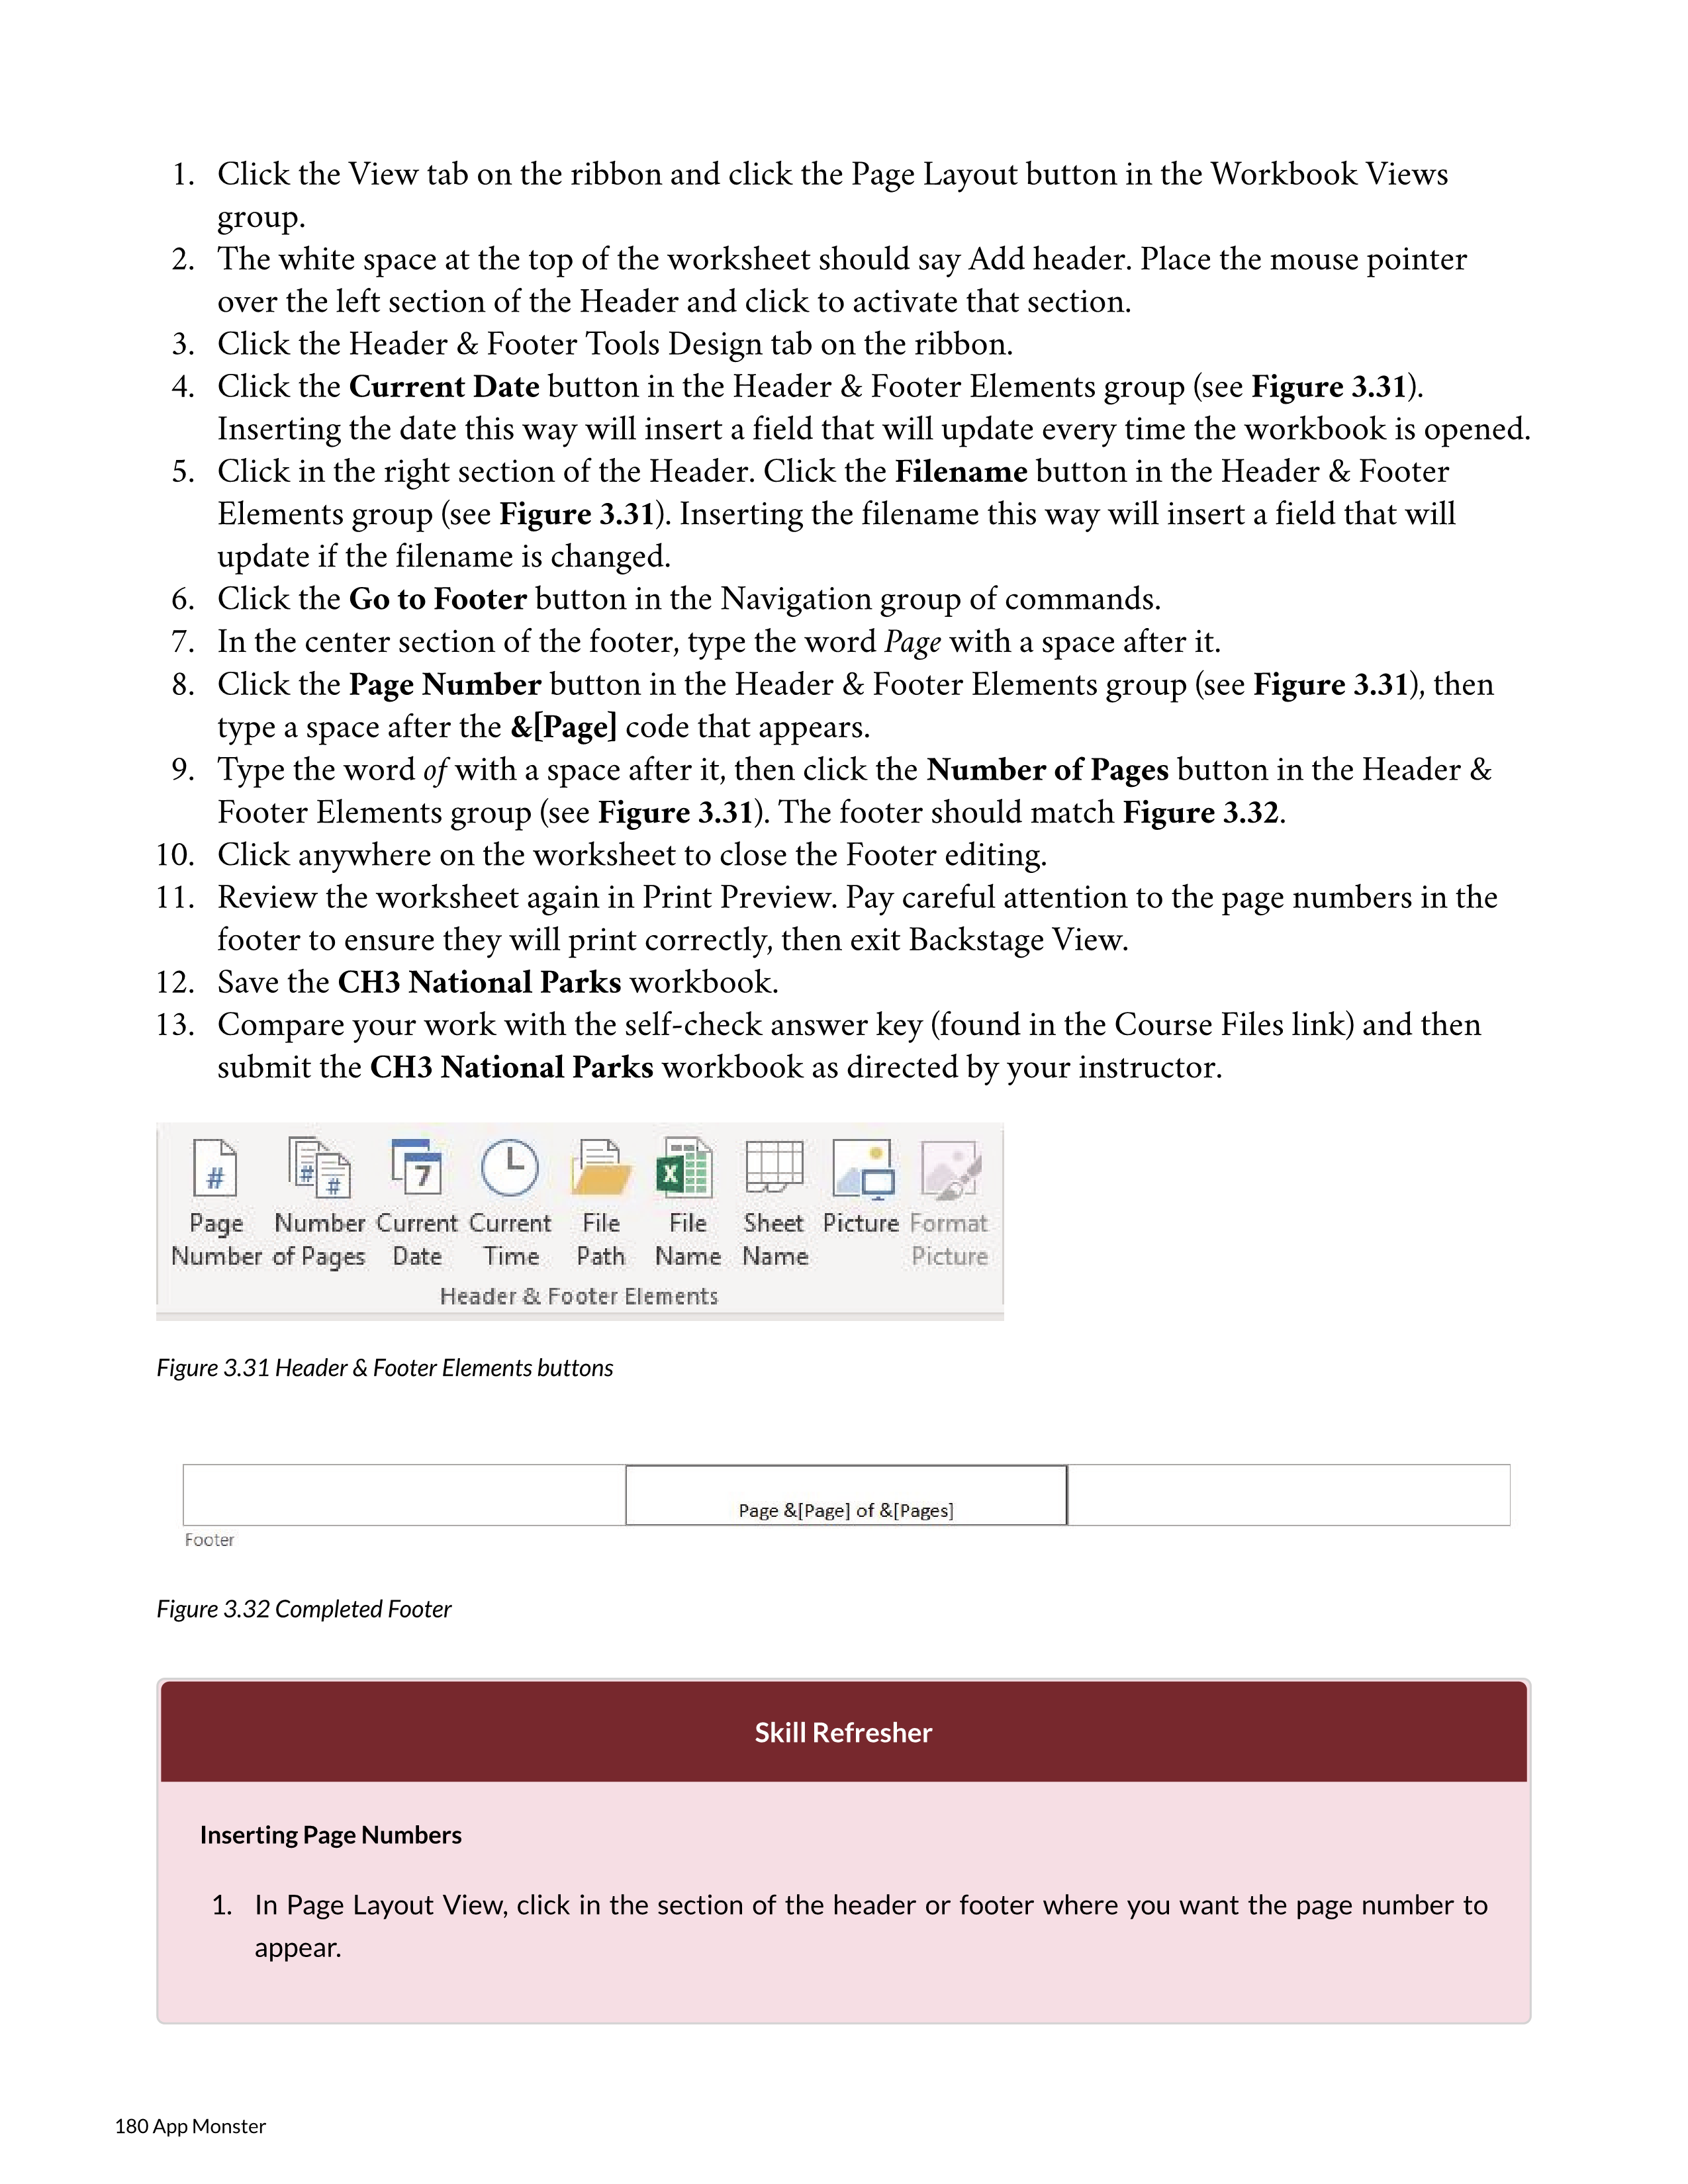 1. Click the View tab on the ribbon and click the Page Layout button in the Workbook Views
group.
2. The white space at the top of the worksheet should say Add header. Place the mouse pointer
over the left section of the Header and click to activate that section.
3. Click the Header & Footer Tools Design tab on the ribbon.
4. Click the Current Date button in the Header & Footer Elements group (see Figure 3.31).
Inserting the date this way will insert a field that will update every time the workbook is opened.
5. Click in the right section of the Header. Click the Filename button in the Header & Footer
Elements group (see Figure 3.31). Inserting the filename this way will insert a field that will
update if the filename is changed.
6. Click the Go to Footer button in the Navigation group of commands.
7. In the center section of the footer, type the word Page with a space after it.
8. Click the Page Number button in the Header & Footer Elements group (see Figure 3.31), then
type a space after the &[Page] code that appears.
9. Type the word of with a space after it, then click the Number of Pages button in the Header &
Footer Elements group (see Figure 3.31). The footer should match Figure 3.32.
10. Click anywhere on the worksheet to close the Footer editing.
11. Review the worksheet again in Print Preview. Pay careful attention to the page numbers in the
footer to ensure they will print correctly, then exit Backstage View.
12. Save the CH3 National Parks workbook.
13. Compare your work with the self-check answer key (found in the Course Files link) and then
submit the CH3 National Parks workbook as directed by your instructor.
# # # 7 X
Page Number Current Current File File Sheet Picture Format
Number of Pages Date Time Path Name Name Picture
Header & Footer Elements
Figure 3.31 Header & Footer Elements buttons
Page &[Page] of &[Pages]
Footer
Figure 3.32 Completed Footer
Skill Refresher
Inserting Page Numbers
1. In Page Layout View, click in the section of the header or footer where you want the page number to
appear.
180 App Monster